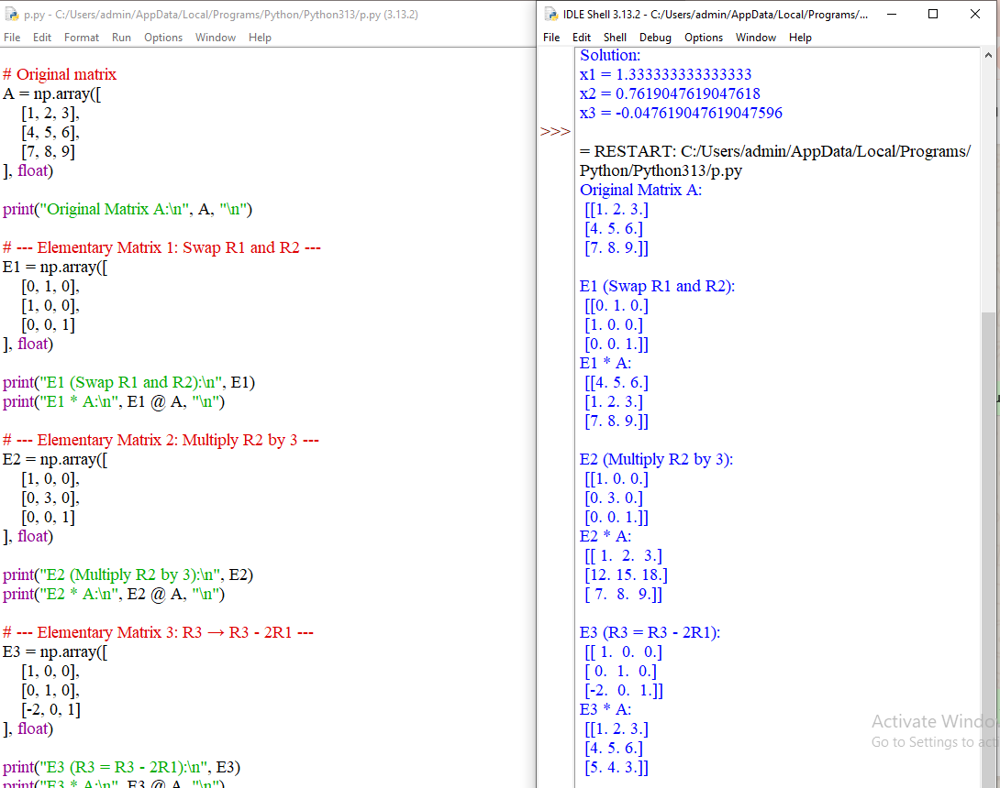 p.py - C:/Users/admin/AppData/Local/Programs/Python/Python313/p.py (3.13.2)
File Edit Format Run Options Window Help
# Original matrix
A = np.array([
[1, 2, 3],
[4, 5, 6],
[7, 8, 9]
], float)
print("Original Matrix A:\n", A, "\n")
# --- Elementary Matrix 1: Swap R1 and R2 ---
E1 = np.array([
[0, 1, 0],
[1, 0, 0],
[0, 0, 1]
], float)
print("E1 (Swap R1 and R2):\n", E1)
print("E1 * A:\n", E1 @ A, "\n")
# --- Elementary Matrix 2: Multiply R2 by 3 ---
E2 = np.array([
[1, 0, 0],
[0, 3, 0],
[0, 0, 1]
], float)
print("E2 (Multiply R2 by 3):\n", E2)
print("E2 * A:\n", E2 @ A, "\n")
# --- Elementary Matrix 3: R3 → R3 - 2R1 ---
E3 = np.array([
[1, 0, 0],
[0, 1, 0],
[-2, 0, 1]
], float)
print("E3 (R3 = R3 - 2R1):\n", E3)
print("E3 * A:\n", E3 @ A, "\n")
IDLE Shell 3.13.2 - C:/Users/admin/AppData/Local/Programs/...
File Edit Shell Debug Options Window Help
Solution:
x1 = 1.333333333333333
x2 = 0.7619047619047618
x3 = -0.047619047619047596
>>>
= RESTART: C:/Users/admin/AppData/Local/Programs/
Python/Python313/p.py
Original Matrix A:
[[1. 2. 3.]
[4. 5. 6.]
[7. 8. 9.]]
E1 (Swap R1 and R2):
[[0. 1. 0.]
[1. 0. 0.]
[0. 0. 1.]]
E1 * A:
[[4. 5. 6.]
[1. 2. 3.]
[7. 8. 9.]]
E2 (Multiply R2 by 3):
[[1. 0. 0.]
[0. 3. 0.]
[0. 0. 1.]]
E2 * A:
[[ 1. 2. 3.]
[12. 15. 18.]
[ 7. 8. 9.]]
E3 (R3 = R3 - 2R1):
[[ 1. 0. 0.]
[ 0. 1. 0.]
[-2. 0. 1.]]
E3 * A:
[[1. 2. 3.]
[4. 5. 6.]
[5. 4. 3.]]
Activate Windo
Go to Settings to acti